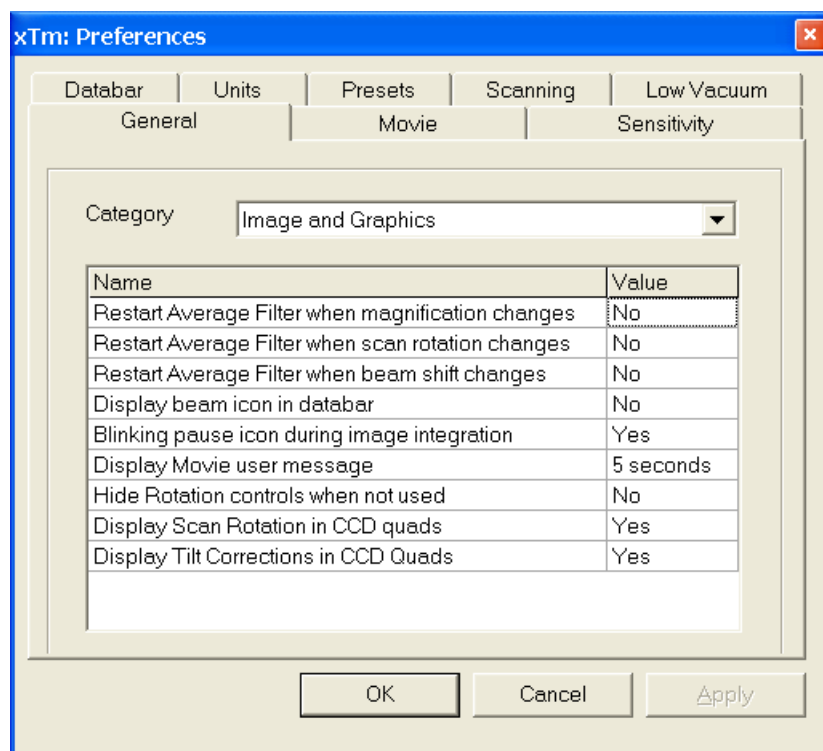 xTm: Preferences
Databar Units Presets Scanning Low Vacuum
General Movie Sensitivity
Category Image and Graphics
Name Value
Restart Average Filter when magnification changes No
Restart Average Filter when scan rotation changes No
Restart Average Filter when beam shift changes No
Display beam icon in databar No
Blinking pause icon during image integration Yes
Display Movie user message 5 seconds
Hide Rotation controls when not used No
Display Scan Rotation in CCD quads Yes
Display Tilt Corrections in CCD Quads Yes
OK Cancel Apply